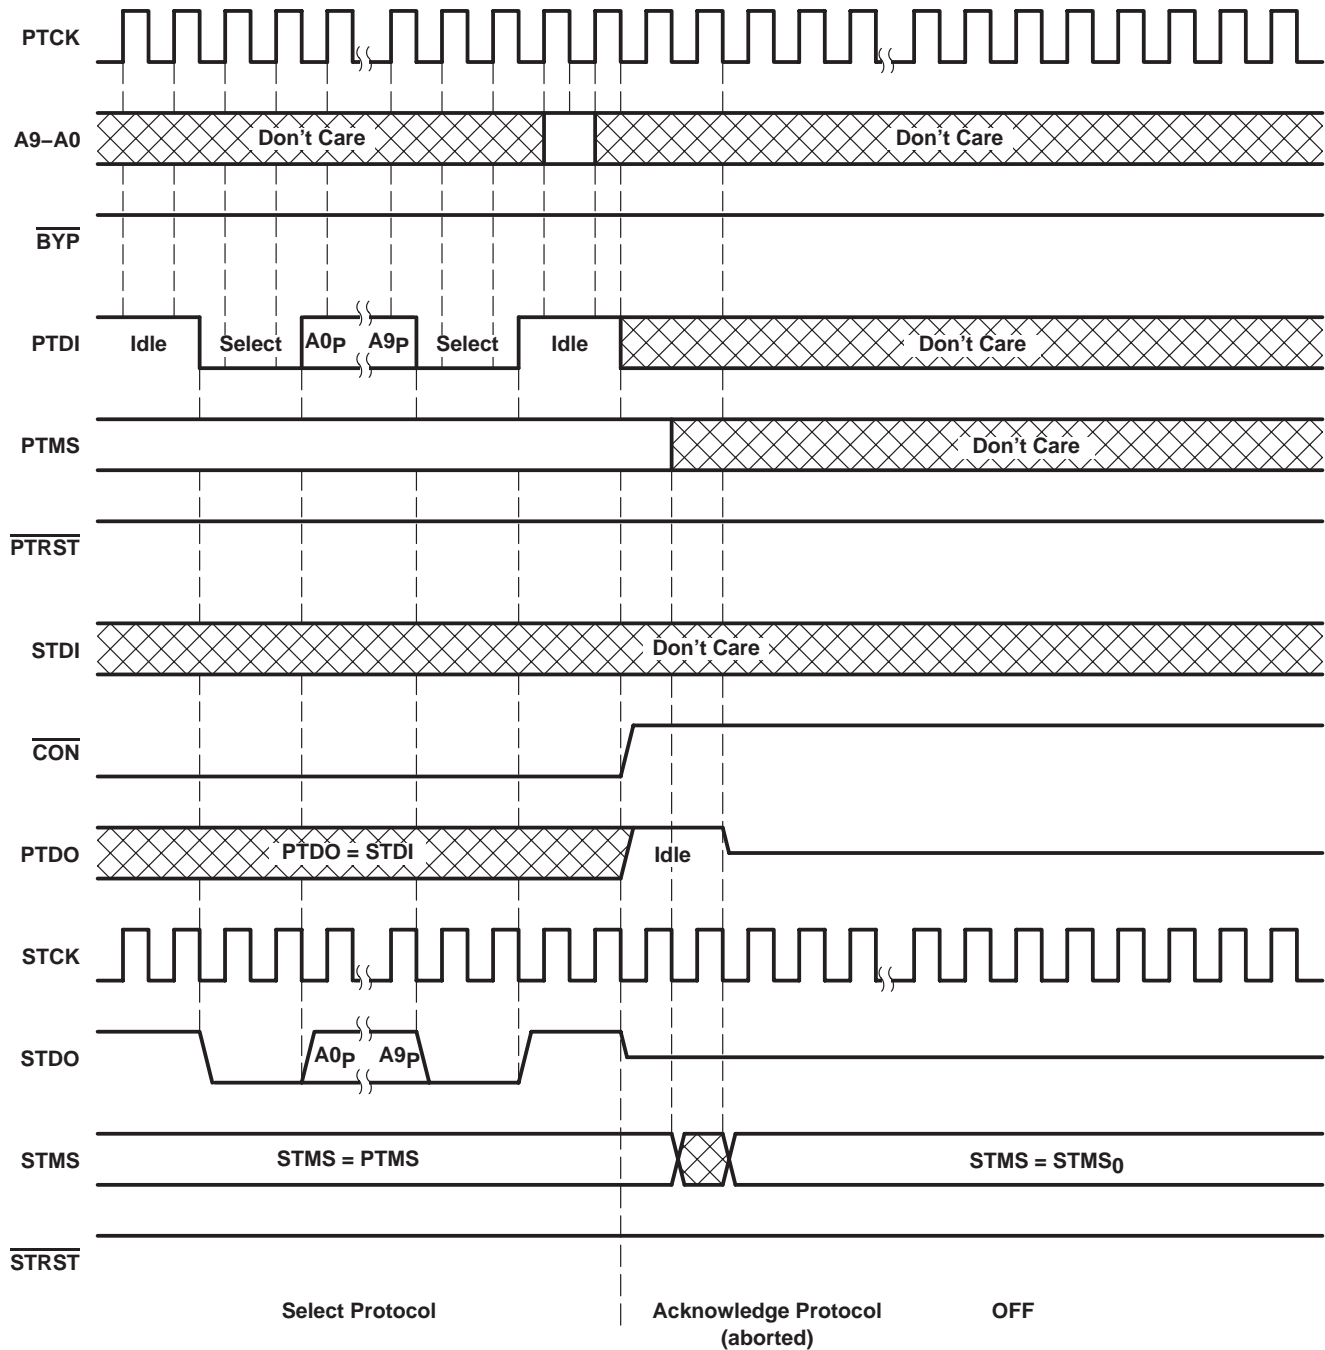 PTCK
A9–A0
Don't Care
Don't Care
BYP
PTDI
Idle
Select
A0P
A9P
Select
Idle
Don't Care
PTMS
Don't Care
PTRST
STDI
Don't Care
CON
PTDO
PTDO = STDI
Idle
STCK
STDO
A0P
A9P
STMS
STMS = PTMS
STMS = STMS0
STRST
Select Protocol
Acknowledge Protocol
(aborted)
OFF